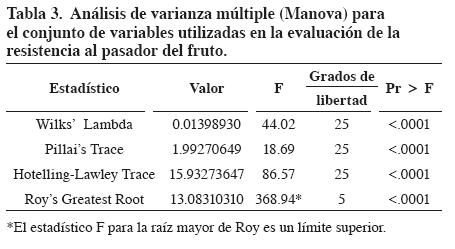 Tabla 3. Análisis de varianza múltiple (Manova) para
el conjunto de variables utilizadas en la evaluación de la
resistencia al pasador del fruto.
Estadístico Valor F Grados de libertad Pr > F
Wilks’ Lambda 0.01398930 44.02 25 <.0001
Pillai’s Trace 1.99270649 18.69 25 <.0001
Hotelling-Lawley Trace 15.93273647 86.57 25 <.0001
Roy’s Greatest Root 13.08310310 368.94* 5 <.0001
*El estadístico F para la raíz mayor de Roy es un límite superior.